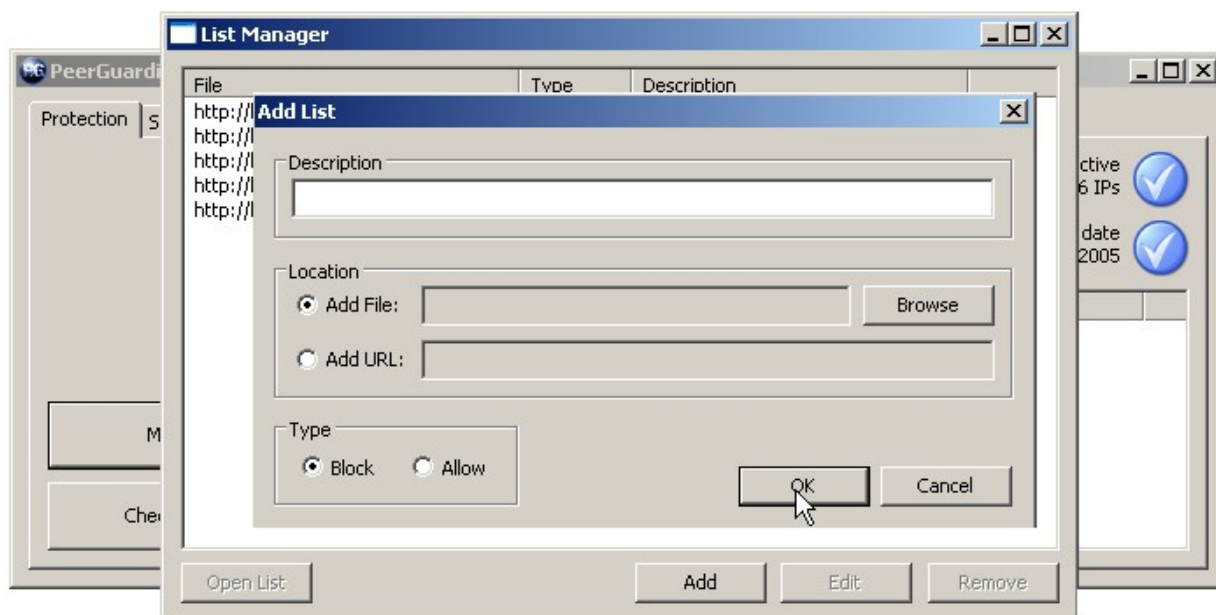 List Manager
PeerGuardi
Protection S
File Type Description
http://l
http://l
http://l
http://l
http://l
Add List
Description
Location
Add File: Browse
Add URL:
Type
Block Allow
OK Cancel
ctive
6 IPs
date
2005
M
Che
Open List Add Edit Remove